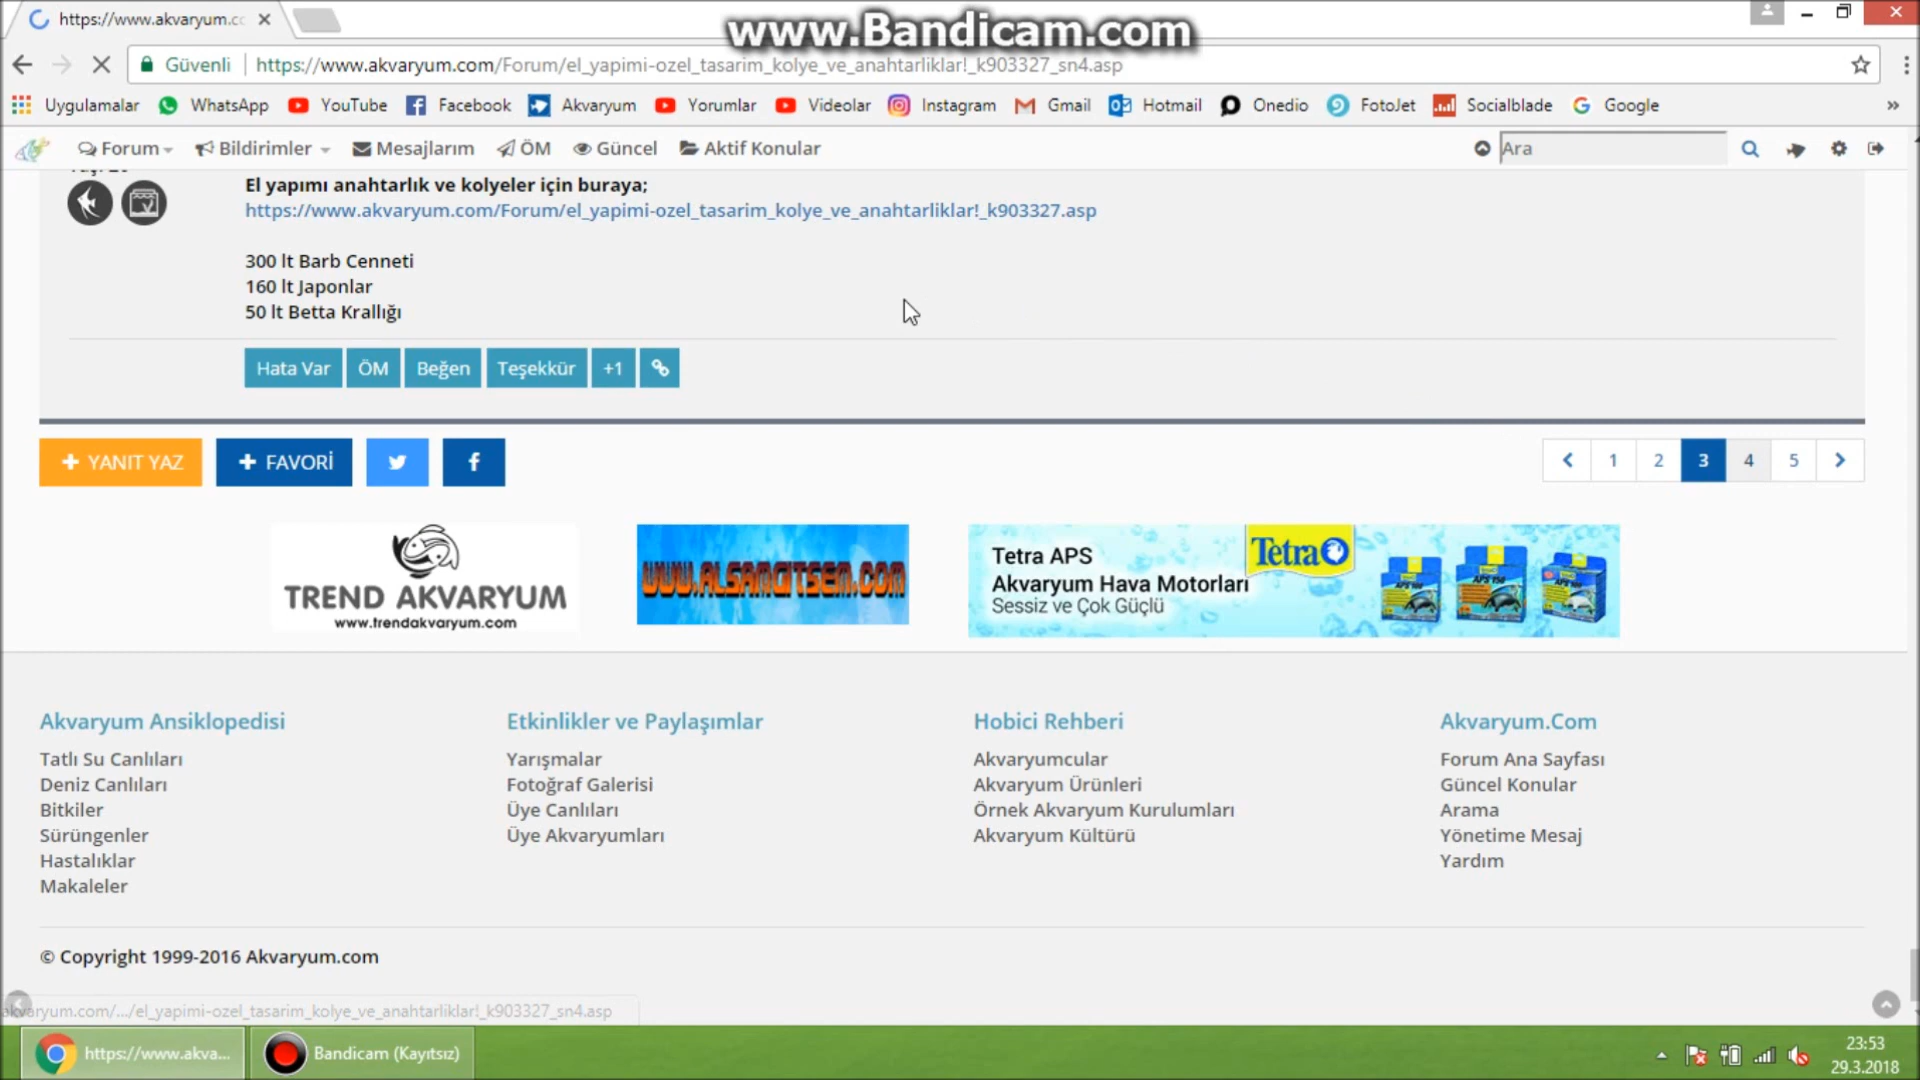 https://www.akvaryum.cc
www.Bandicam.com
Güvenli
https://www.akvaryum.com/Forum/el_yapimi-ozel_tasarim_kolye_ve_anahtarliklar!_k903327_sn4.asp
Uygulamalar WhatsApp YouTube Facebook Akvaryum Yorumlar Videolar Instagram Gmail Hotmail Onedio FotoJet Socialblade Google
Forum Bildirimler Mesajlarım ÖM Güncel Aktif Konular Ara
El yapımı anahtarlık ve kolyeler için buraya;
https://www.akvaryum.com/Forum/el_yapimi-ozel_tasarim_kolye_ve_anahtarliklar!_k903327.asp
300 lt Barb Cenneti
160 lt Japonlar
50 lt Betta Krallığı
Hata Var ÖM Beğen Teşekkür +1
YANIT YAZ FAVORİ
1 2 3 4 5
TREND AKVARYUM
www.trendakvaryum.com
WWW.ALSAMGITSEM.COM
Tetra APS
Akvaryum Hava Motorları
Sessiz ve Çok Güçlü
Tetra
Akvaryum Ansiklopedisi
Tatlı Su Canlıları
Deniz Canlıları
Bitkiler
Sürüngenler
Hastalıklar
Makaleler
Etkinlikler ve Paylaşımlar
Yarışmalar
Fotoğraf Galerisi
Üye Canlıları
Üye Akvaryumları
Hobici Rehberi
Akvaryumcular
Akvaryum Ürünleri
Örnek Akvaryum Kurulumları
Akvaryum Kültürü
Akvaryum.Com
Forum Ana Sayfası
Güncel Konular
Arama
Yönetime Mesaj
Yardım
© Copyright 1999-2016 Akvaryum.com
akvaryum.com/.../el_yapimi-ozel_tasarim_kolye_ve_anahtarliklar!_k903327_sn4.asp
https://www.akva...
Bandicam (Kayıtsız)
23:53
29.3.2018